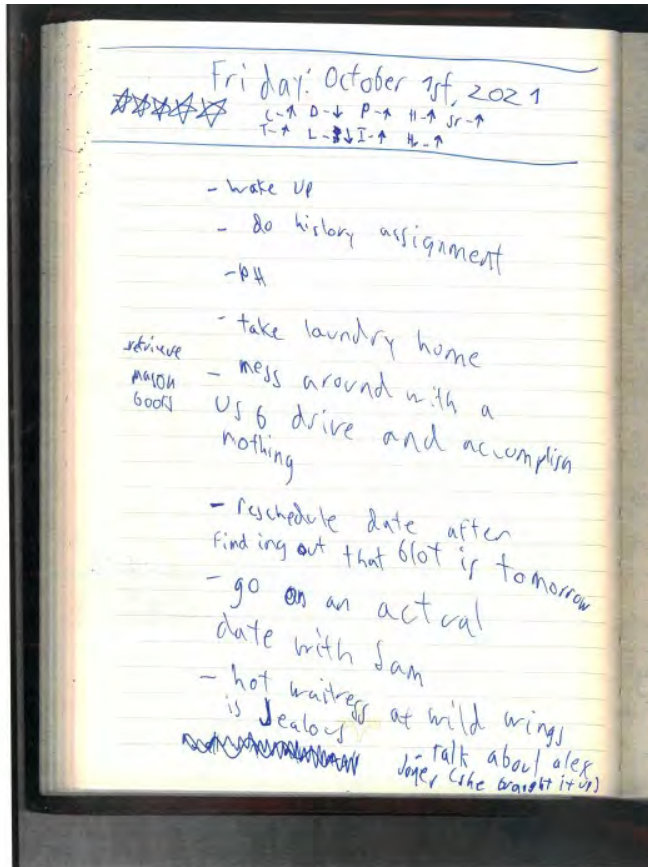 Friday: October 1st, 2021
C-↑ D-↓ P-↑ H-↑ Sr-↑
T-↑ L-↓ I-↑ Hr-↑
- wake up
- do history assignment
- PH
- take laundry home
retrieve
books
- mess around with a
USB drive and accomplish
nothing
- reschedule date after
finding out that blot is tomorrow
- go on an actual
date with Sam
- hot waitress at wild wings
is Jealous
- talk about alex
Jones (she brought it up)